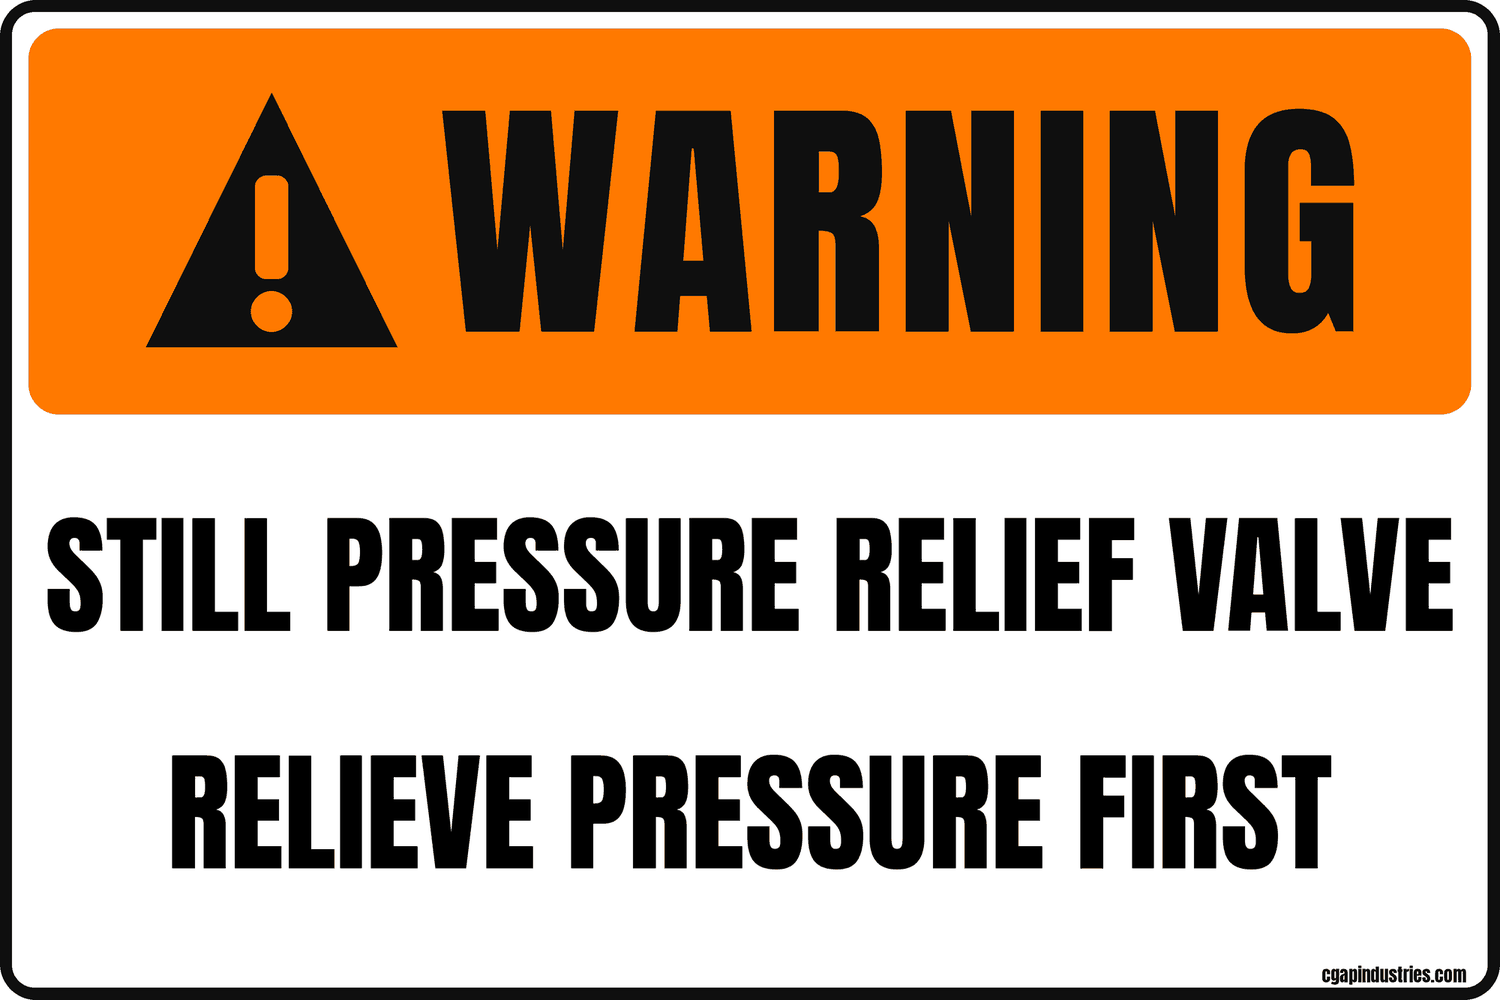 WARNING
STILL PRESSURE RELIEF VALVE
RELIEVE PRESSURE FIRST
cgapindustries.com